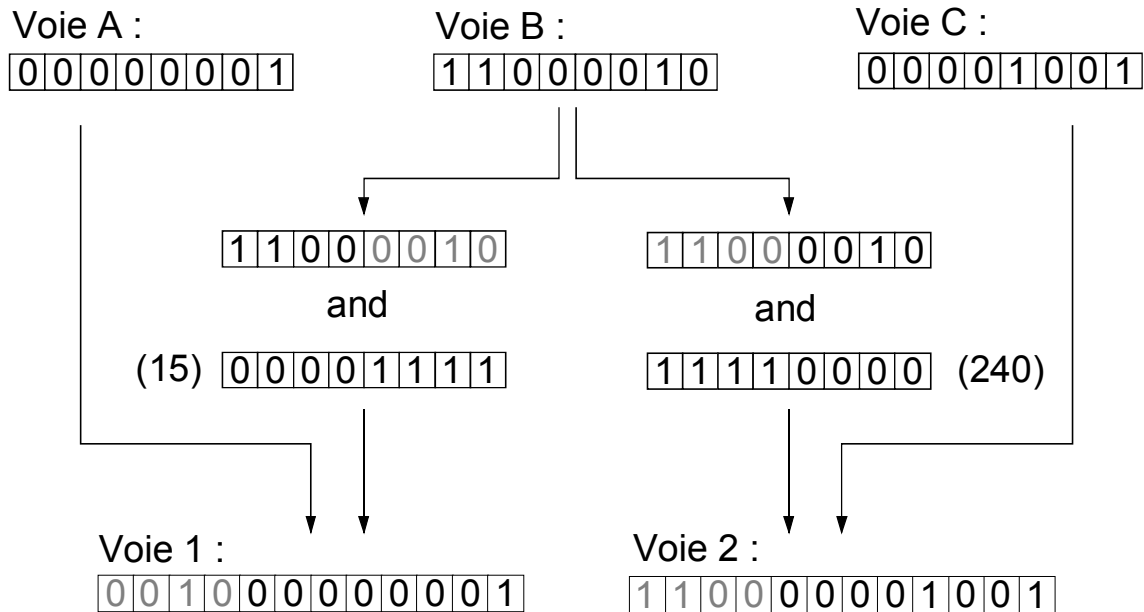 Voie A :
Voie B :
Voie C :
00000001
11000010
00001001
11000010
11000010
and
and
(15) 00001111
11110000 (240)
Voie 1 :
Voie 2 :
001000000001
110000001001